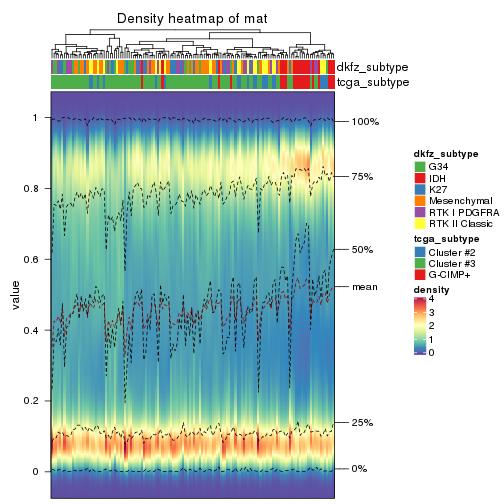 Density heatmap of mat
dkfz_subtype
tcga_subtype
1
0.8
0.6
0.4
0.2
0
value
100%
75%
50%
mean
25%
0%
dkfz_subtype
G34
IDH
K27
Mesenchymal
RTK I PDGFRA
RTK II Classic
tcga_subtype
Cluster #2
Cluster #3
G-CIMP+
density
4
3
2
1
0